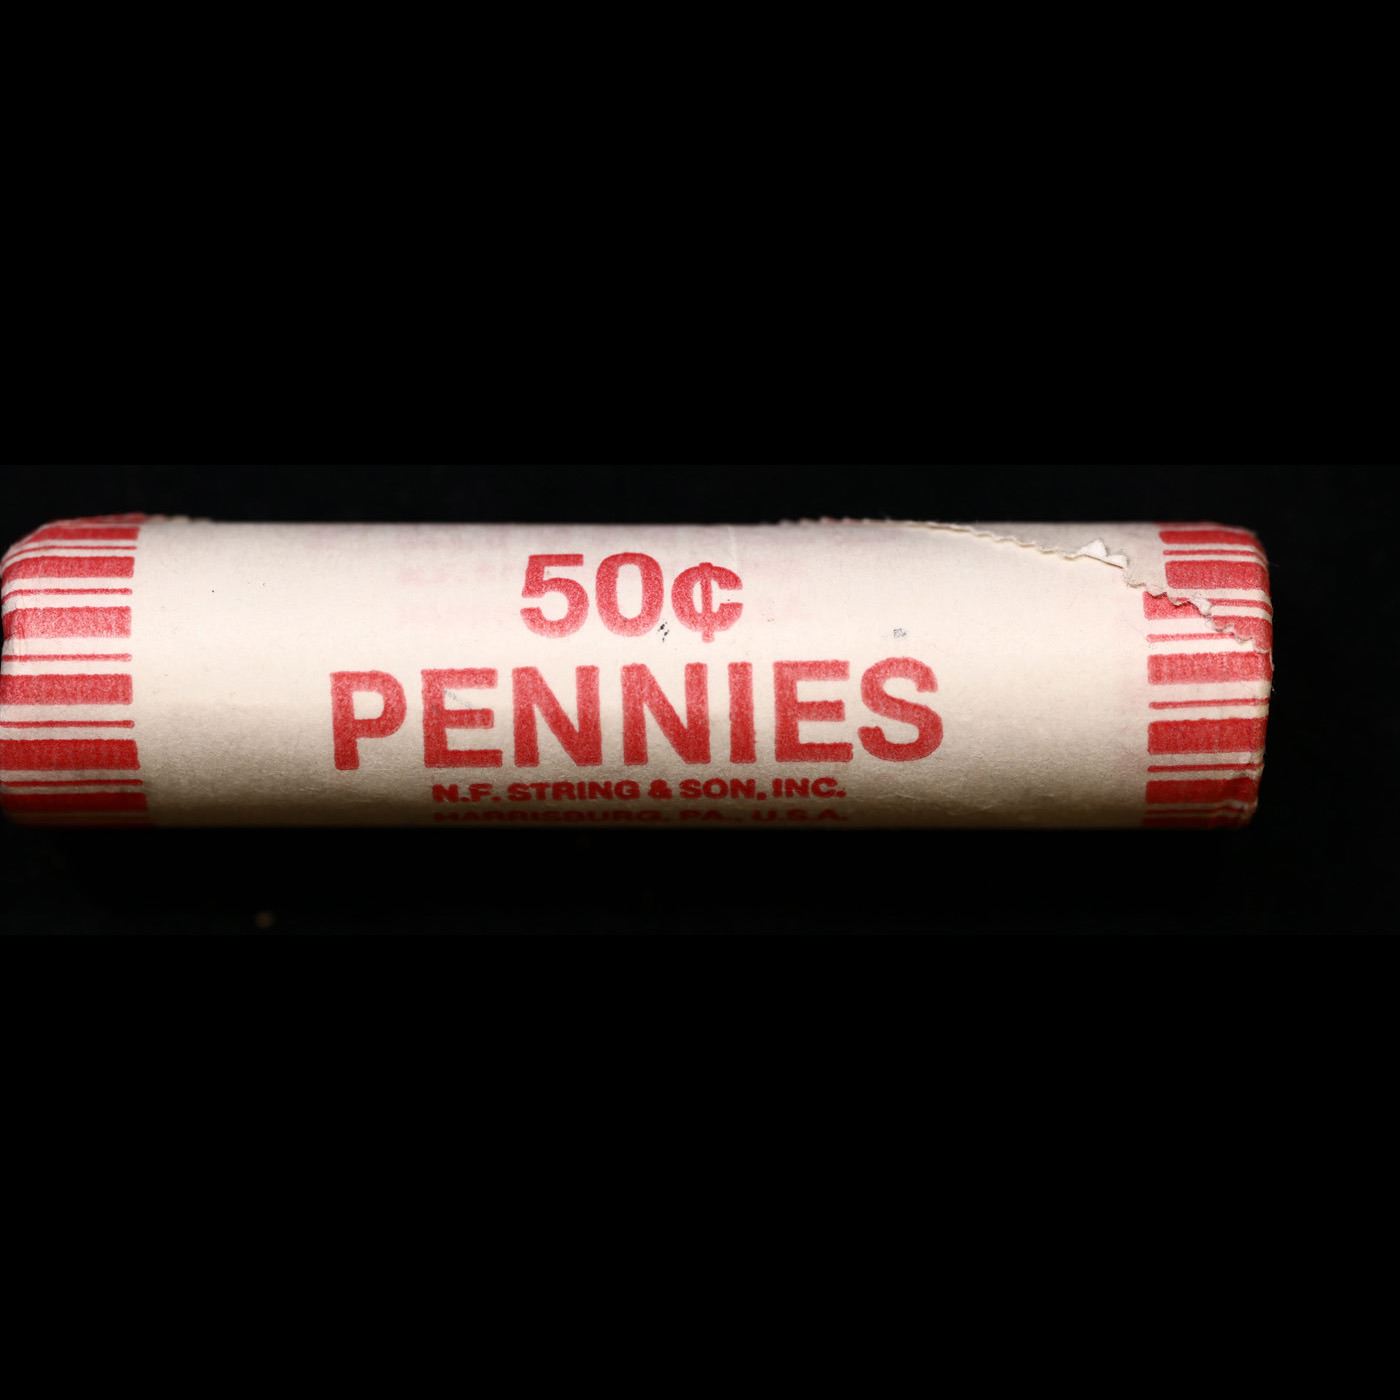 50¢
PENNIES
N.F. STRING & SON, INC.
HARRISBURG, PA., U.S.A.